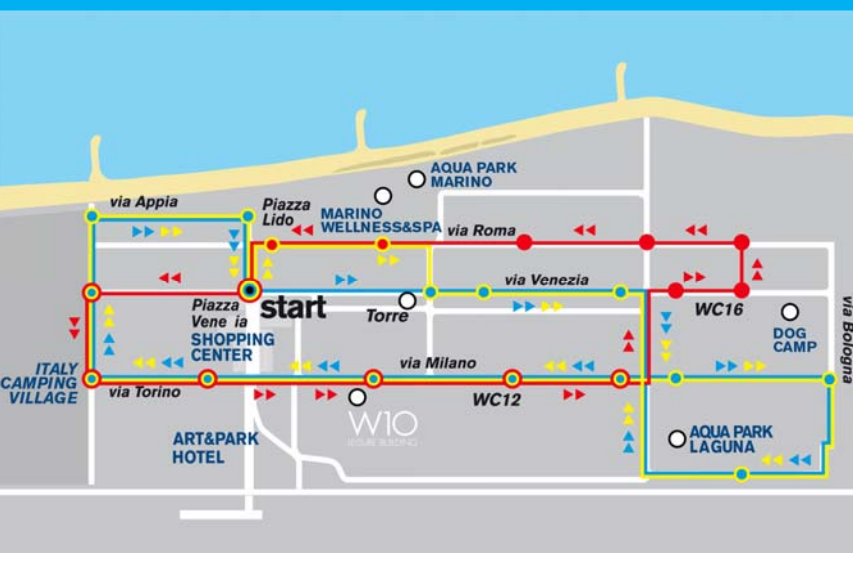 AQUA PARK
MARINO
via Appia
Piazza
Lido
MARINO
WELLNESS&SPA
via Roma
via Venezia
Piazza
Vene ia
start
Torre
WC16
via Bologna
SHOPPING
CENTER
DOG
CAMP
ITALY
CAMPING
VILLAGE
via Torino
via Milano
WC12
W10
LEISURE BUILDING
ART&PARK
HOTEL
AQUA PARK
LAGUNA